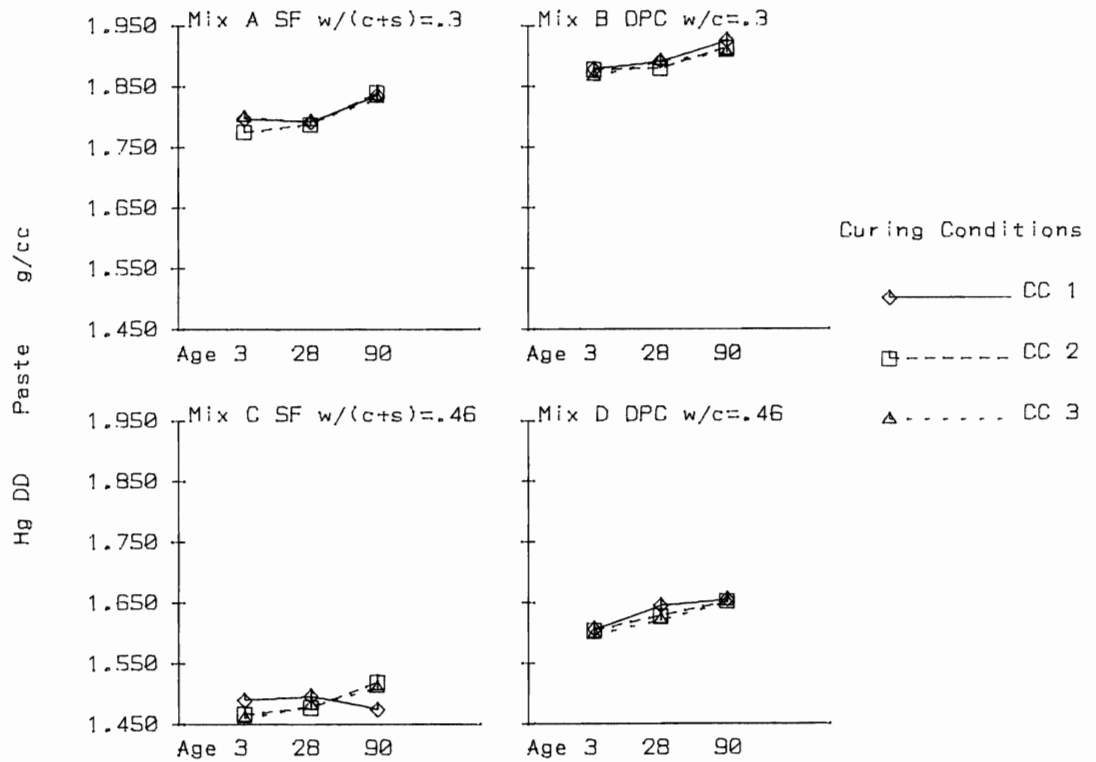 Hg DD Paste g/cc
Mix A SF w/(c+s)=.3
1.950
1.850
1.750
1.650
1.550
1.450
Age 3 28 90
Mix B OPC w/c=.3
Age 3 28 90
Curing Conditions
CC 1
CC 2
CC 3
Mix C SF w/(c+s)=.46
1.950
1.850
1.750
1.650
1.550
1.450
Age 3 28 90
Mix D OPC w/c=.46
Age 3 28 90